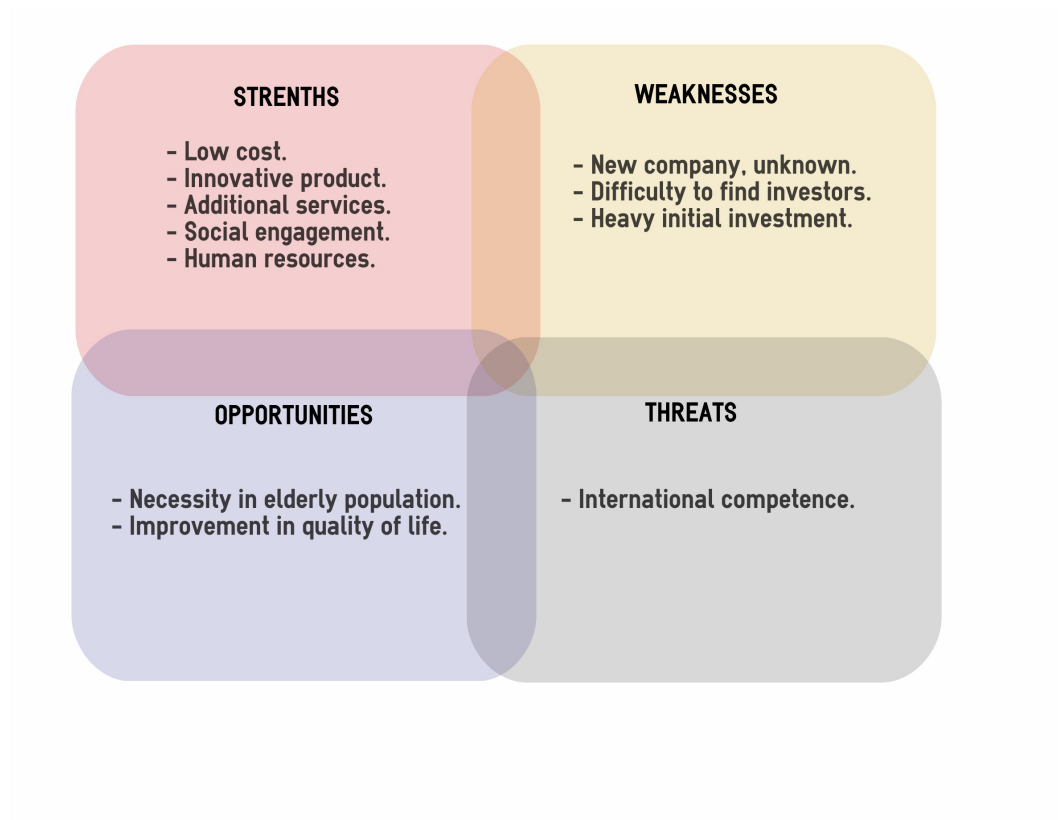 STRENTHS
- Low cost.
- Innovative product.
- Additional services.
- Social engagement.
- Human resources.
WEAKNESSES
- New company, unknown.
- Difficulty to find investors.
- Heavy initial investment.
OPPORTUNITIES
- Necessity in elderly population.
- Improvement in quality of life.
THREATS
- International competence.